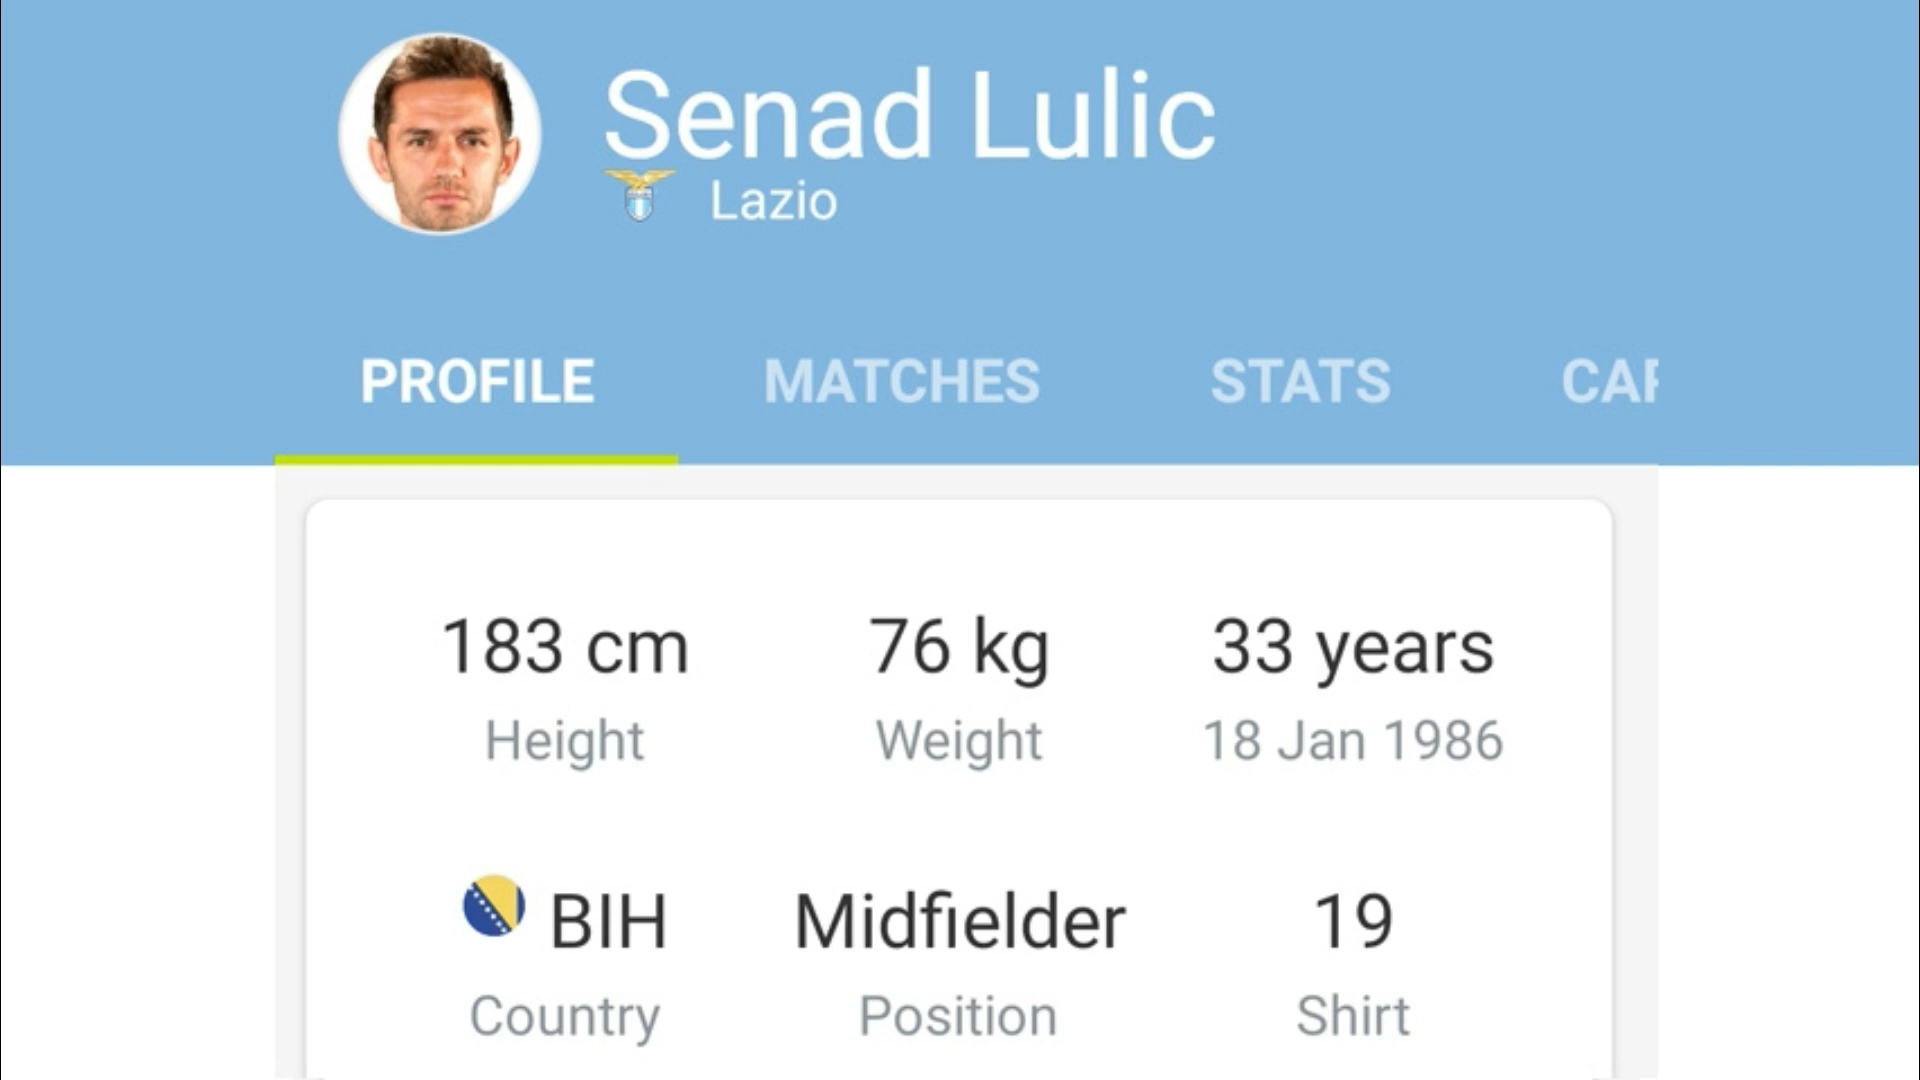 Senad Lulic
Lazio
PROFILE MATCHES STATS
183 cm 76 kg 33 years
Height Weight 18 Jan 1986
BIH Midfielder 19
Country Position Shirt